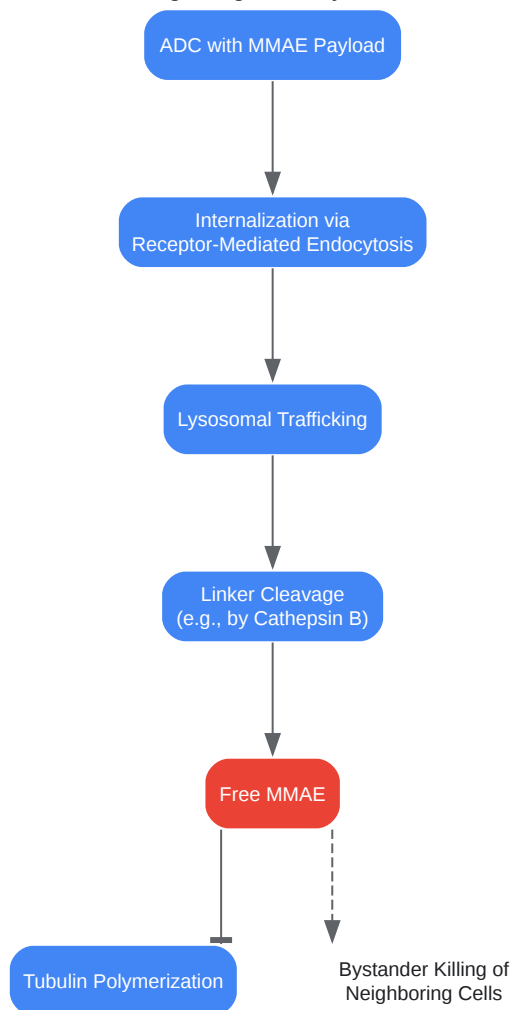 ADC with MMAE Payload
Internalization via
Receptor-Mediated Endocytosis
Lysosomal Trafficking
Linker Cleavage
(e.g., by Cathepsin B)
Free MMAE
Tubulin Polymerization
Bystander Killing of
Neighboring Cells